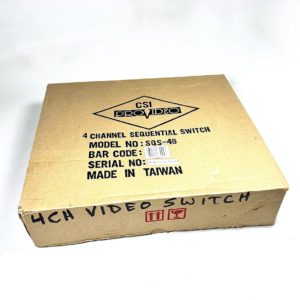 CSI
PROVIDEO
4 CHANNEL SEQUENTIAL SWITCH
MODEL NO: SQS-4B
BAR CODE:
SERIAL NO:
MADE IN TAIWAN
4CH VIDEO SWITCH